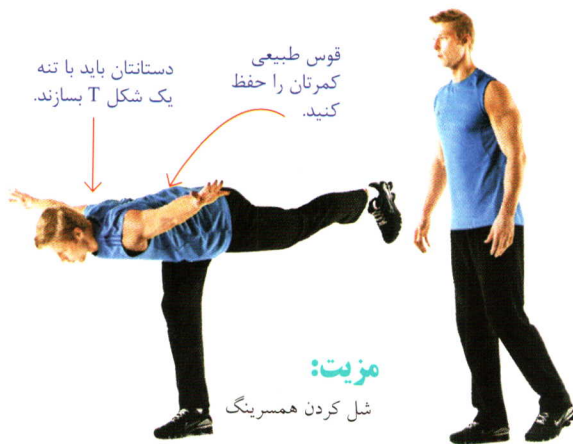 قوس طبیعی
کمرتان را حفظ
کنید.
دستانتان باید با تنه
یک شکل T بسازند.
مزیت:
شل کردن همسرینگ